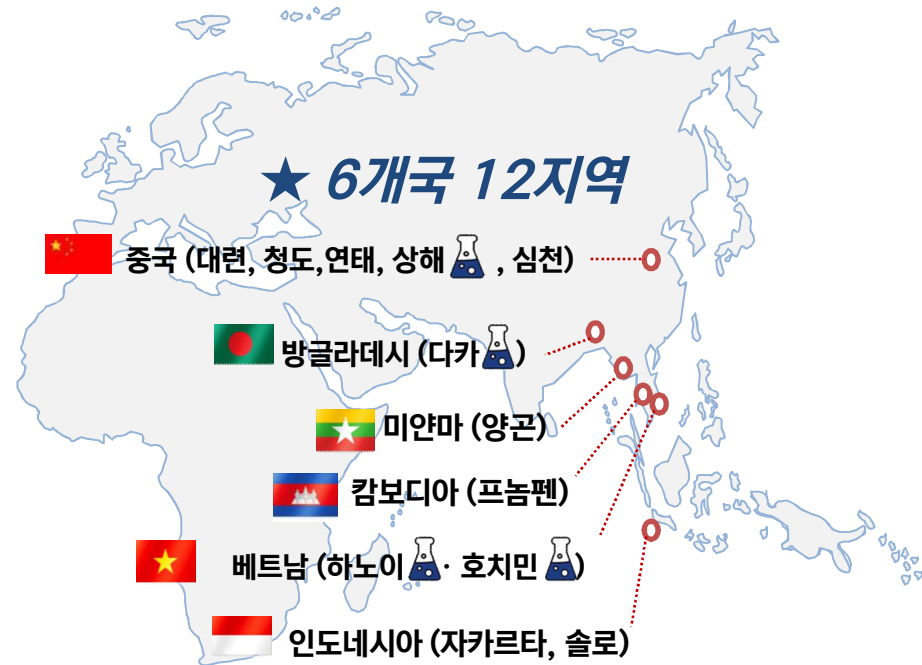 ★ 6개국 12지역
중국 (대련, 청도,연태, 상해 , 심천)
방글라데시 (다카)
미얀마 (양곤)
캄보디아 (프놈펜)
베트남 (하노이 · 호치민 )
인도네시아 (자카르타, 솔로)